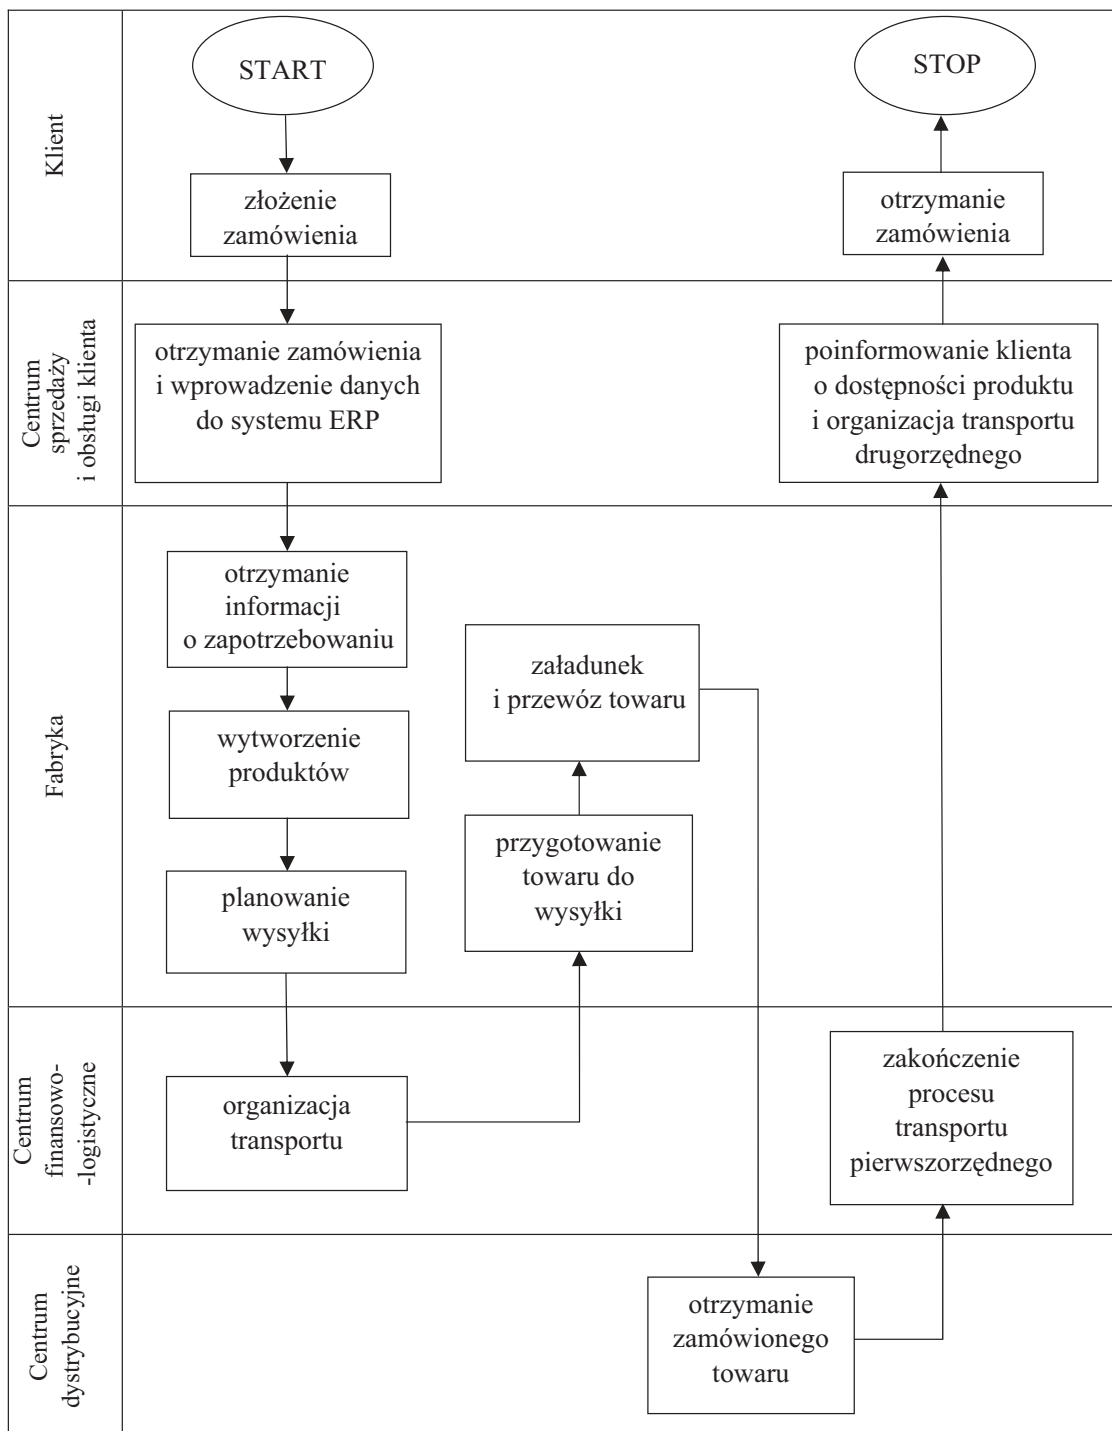 Klient
START
złożenie
zamówienia
STOP
otrzymanie
zamówienia
Centrum
sprzedaży
i obsługi klienta
otrzymanie zamówienia
i wprowadzenie danych
do systemu ERP
poinformowanie klienta
o dostępności produktu
i organizacja transportu
drugorzędnego
Fabryka
otrzymanie
informacji
o zapotrzebowaniu
wytworzenie
produktów
planowanie
wysyłki
załadunek
i przewóz towaru
przygotowanie
towaru do
wysyłki
Centrum
finansowo-
-logistyczne
organizacja
transportu
zakończenie
procesu
transportu
pierwszorzędnego
Centrum
dystrybucyjne
otrzymanie
zamówionego
towaru